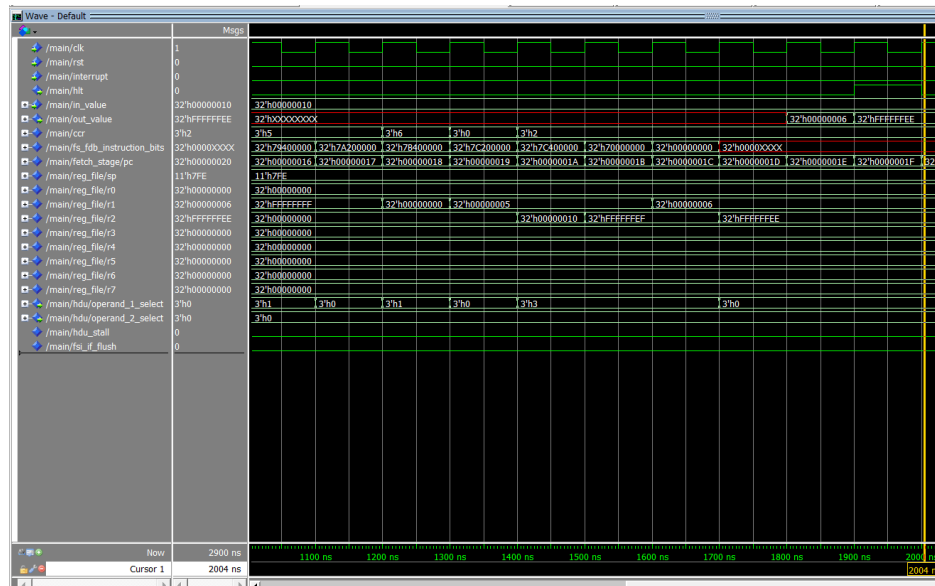 Wave - Default
Msgs
/main/clk 1
/main/rst 0
/main/interrupt 0
/main/hlt 0
/main/in_value 32'h00000010 32'h00000010
/main/out_value 32'hFFFFFFEE 32'hXXXXXXXX 32'h00000006 32'hFFFFFFEE
/main/ccr 3'h2 3'h5 3'h6 3'h0 3'h2
/main/fs_fdb_instruction_bits 32'h0000XXXX 32'h79400000 32'h7A200000 32'h7B400000 32'h7C200000 32'h7C400000 32'h70000000 32'h00000000 32'h0000XXXX
/main/fetch_stage/pc 32'h00000020 32'h00000016 32'h00000017 32'h00000018 32'h00000019 32'h0000001A 32'h0000001B 32'h0000001C 32'h0000001D 32'h0000001E 32'h0000001F 32
/main/reg_file/sp 11'h7FE 11'h7FE
/main/reg_file/r0 32'h00000000 32'h00000000
/main/reg_file/r1 32'h00000006 32'hFFFFFFFF 32'h00000000 32'h00000005 32'h00000006
/main/reg_file/r2 32'hFFFFFFEE 32'h00000000 32'h00000010 32'hFFFFFFEF 32'hFFFFFFEE
/main/reg_file/r3 32'h00000000 32'h00000000
/main/reg_file/r4 32'h00000000 32'h00000000
/main/reg_file/r5 32'h00000000 32'h00000000
/main/reg_file/r6 32'h00000000 32'h00000000
/main/reg_file/r7 32'h00000000 32'h00000000
/main/hdu/operand_1_select 3'h0 3'h1 3'h0 3'h1 3'h0 3'h3 3'h0
/main/hdu/operand_2_select 3'h0 3'h0
/main/hdu_stall 0
/main/fsi_if_flush 0
Now 2900 ns 1100 ns 1200 ns 1300 ns 1400 ns 1500 ns 1600 ns 1700 ns 1800 ns 1900 ns 2000 ns
Cursor 1 2004 ns 2004 n